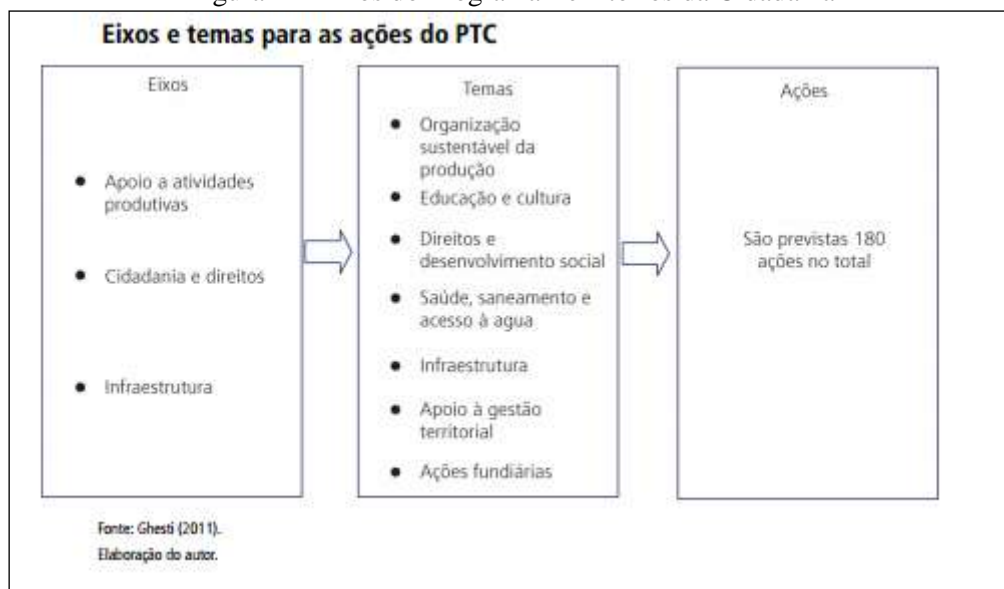 Eixos e temas para as ações do PTC
Eixos
Apoio a atividades
produtivas
Cidadania e direitos
Infraestrutura
Temas
Organização
sustentável da
produção
Educação e cultura
Direitos e
desenvolvimento social
Saúde, saneamento e
acesso à agua
Infraestrutura
Apoio à gestão
territorial
Ações fundiárias
Ações
São previstas 180
ações no total
Fonte: Ghesti (2011).
Elaboração do autor.